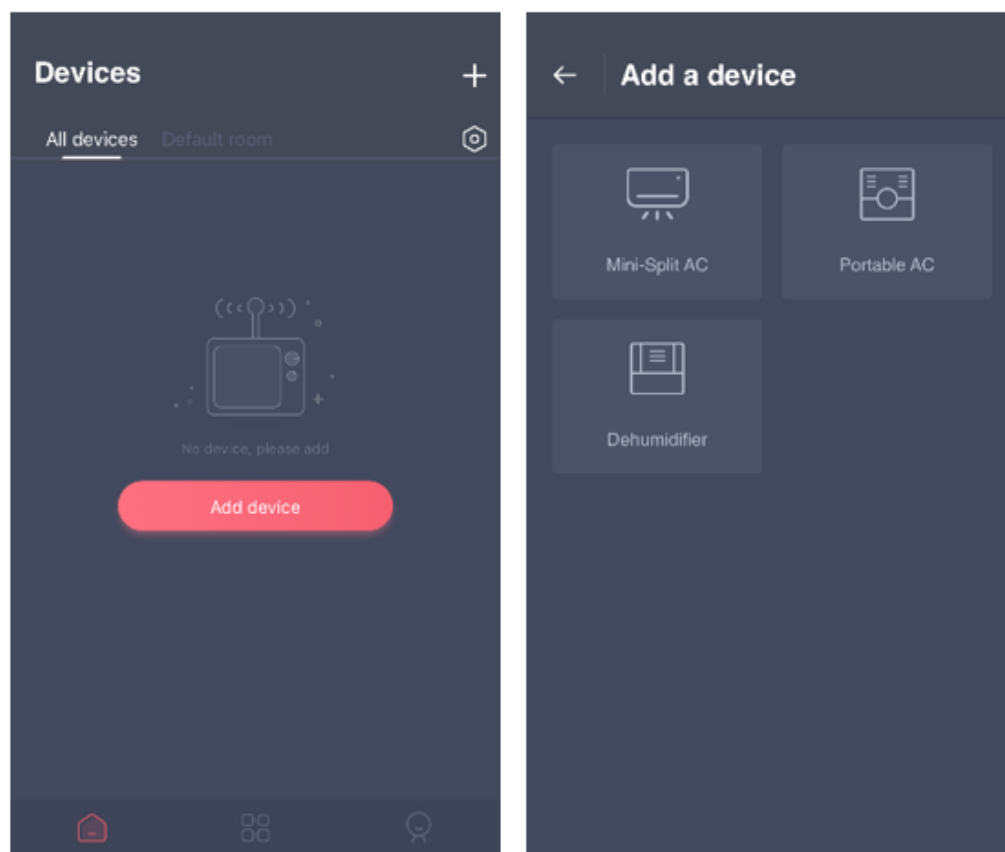 Devices
All devices Default room
No device, please add
Add device
Add a device
Mini-Split AC
Portable AC
Dehumidifier